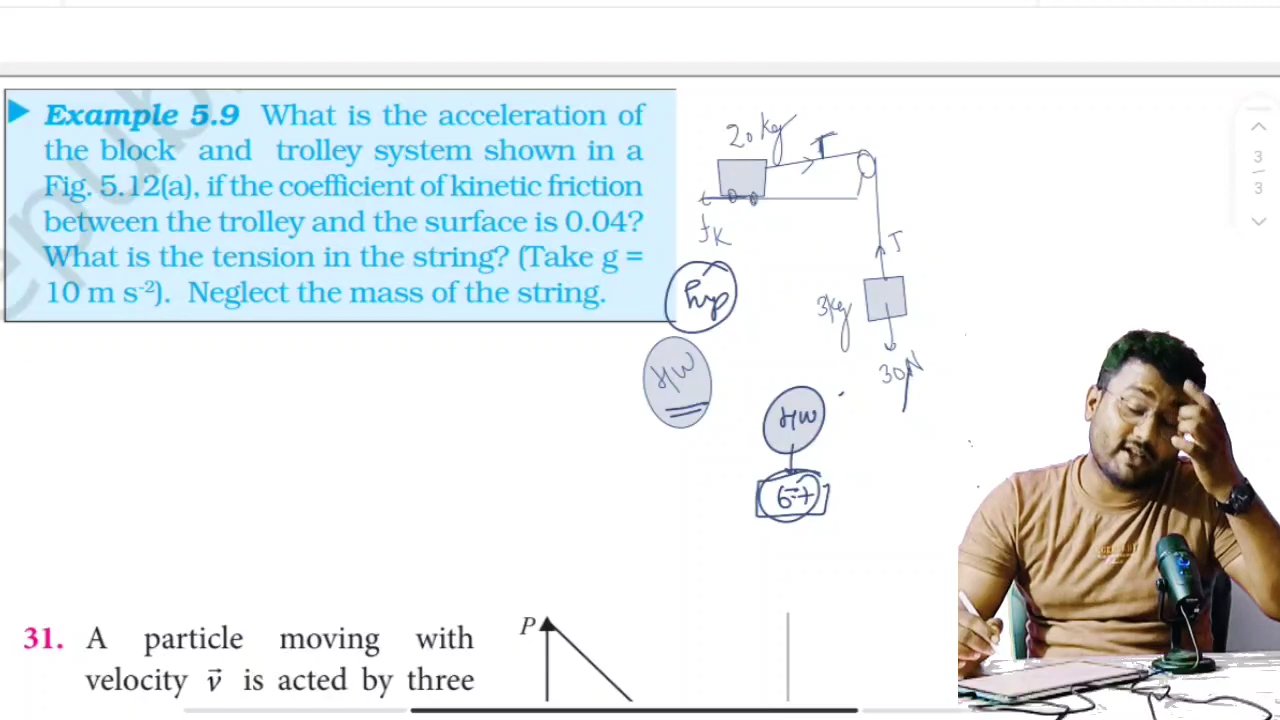 Example 5.9 What is the acceleration of
the block and trolley system shown in a
Fig. 5.12(a), if the coefficient of kinetic friction
between the trolley and the surface is 0.04?
What is the tension in the string? (Take g =
10 m s-2). Neglect the mass of the string.
20 kg
T
fK
T
3kg
30N
HW
HW
3
3
31. A particle moving with
velocity v⃗ is acted by three
P